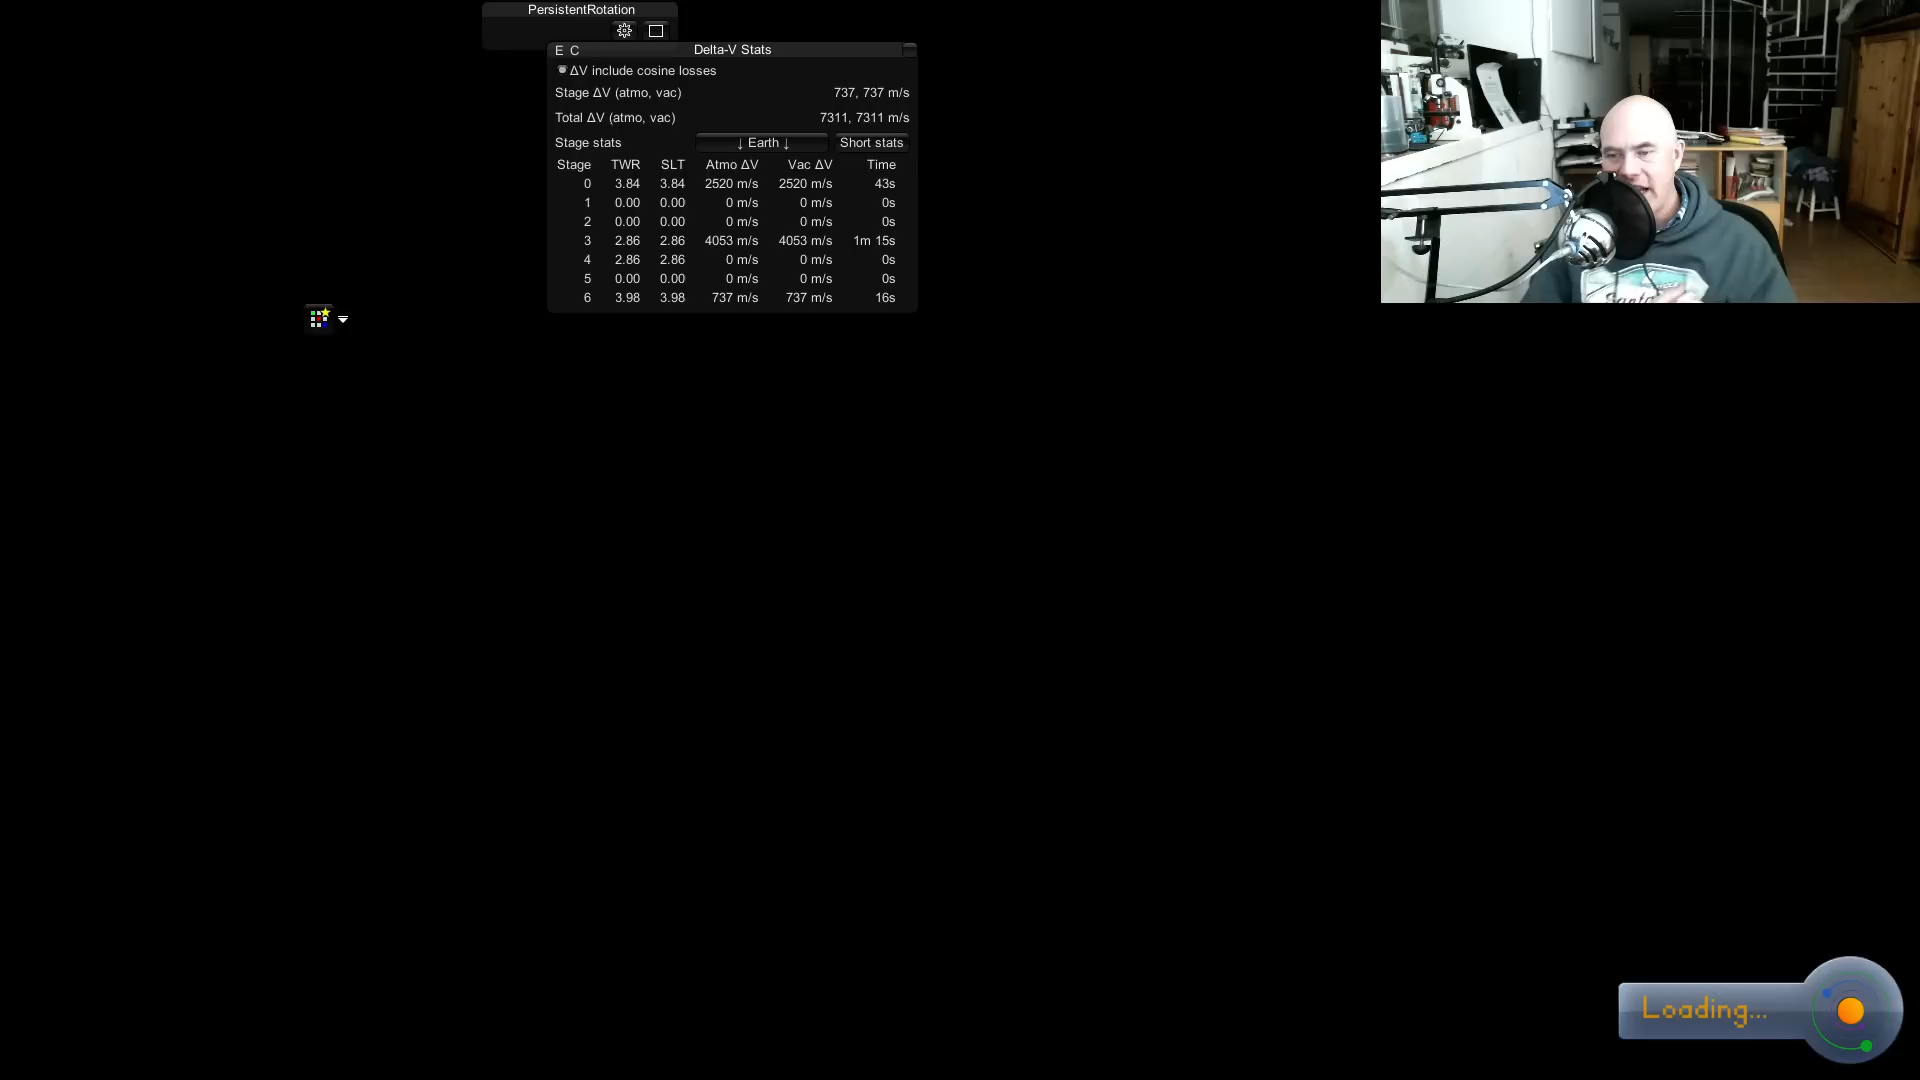 PersistentRotation
E C Delta-V Stats
ΔV include cosine losses
Stage ΔV (atmo, vac) 737, 737 m/s
Total ΔV (atmo, vac) 7311, 7311 m/s
Stage stats ↓ Earth ↓ Short stats
Stage TWR SLT Atmo ΔV Vac ΔV Time
0 3.84 3.84 2520 m/s 2520 m/s 43s
1 0.00 0.00 0 m/s 0 m/s 0s
2 0.00 0.00 0 m/s 0 m/s 0s
3 2.86 2.86 4053 m/s 4053 m/s 1m 15s
4 2.86 2.86 0 m/s 0 m/s 0s
5 0.00 0.00 0 m/s 0 m/s 0s
6 3.98 3.98 737 m/s 737 m/s 16s
Loading...